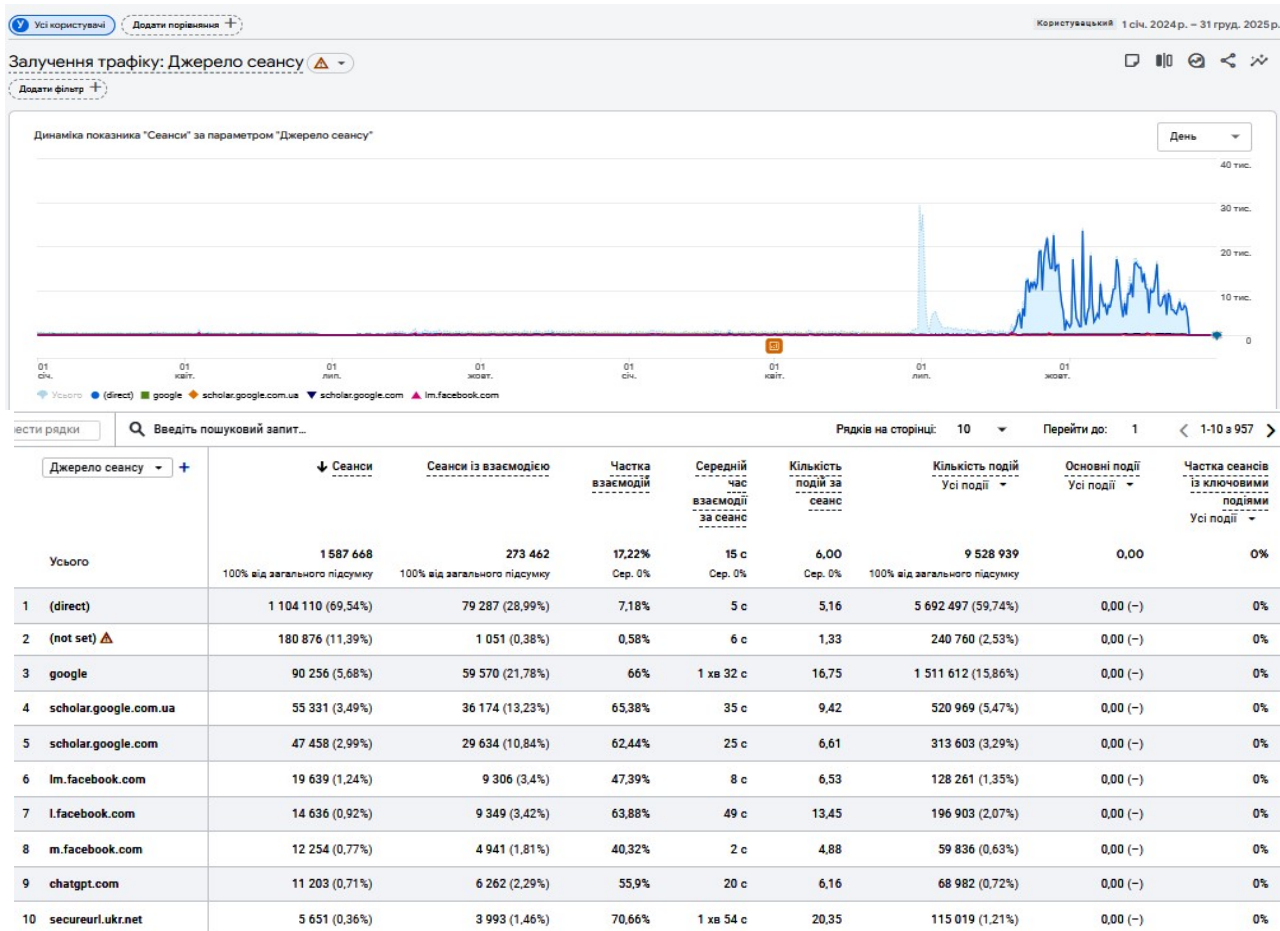 У Усі користувачі Додати порівняння + Користувацький 1 січ. 2024 р. – 31 груд. 2025 р.
Залучення трафіку: Джерело сеансу
Додати фільтр +
Динаміка показника "Сеанси" за параметром "Джерело сеансу" День
40 тис.
30 тис.
20 тис.
10 тис.
0
01 січ. 01 квіт. 01 лип. 01 жовт. 01 січ. 01 квіт. 01 лип. 01 жовт.
Усього (direct) google scholar.google.com.ua scholar.google.com lm.facebook.com
ести рядки Введіть пошуковий запит... Рядків на сторінці: 10 Перейти до: 1 1-10 з 957
Джерело сеансу + Сеанси Сеанси із взаємодією Частка взаємодій Середній час взаємодії за сеанс Кількість подій за сеанс Кількість подій Усі події Основні події Усі події Частка сеансів із ключовими подіями Усі події
Усього 1 587 668 273 462 17,22% 15 с 6,00 9 528 939 0,00 0%
100% від загального підсумку 100% від загального підсумку Сер. 0% Сер. 0% Сер. 0% 100% від загального підсумку
1 (direct) 1 104 110 (69,54%) 79 287 (28,99%) 7,18% 5 с 5,16 5 692 497 (59,74%) 0,00 (–) 0%
2 (not set) 180 876 (11,39%) 1 051 (0,38%) 0,58% 6 с 1,33 240 760 (2,53%) 0,00 (–) 0%
3 google 90 256 (5,68%) 59 570 (21,78%) 66% 1 хв 32 с 16,75 1 511 612 (15,86%) 0,00 (–) 0%
4 scholar.google.com.ua 55 331 (3,49%) 36 174 (13,23%) 65,38% 35 с 9,42 520 969 (5,47%) 0,00 (–) 0%
5 scholar.google.com 47 458 (2,99%) 29 634 (10,84%) 62,44% 25 с 6,61 313 603 (3,29%) 0,00 (–) 0%
6 lm.facebook.com 19 639 (1,24%) 9 306 (3,4%) 47,39% 8 с 6,53 128 261 (1,35%) 0,00 (–) 0%
7 l.facebook.com 14 636 (0,92%) 9 349 (3,42%) 63,88% 49 с 13,45 196 903 (2,07%) 0,00 (–) 0%
8 m.facebook.com 12 254 (0,77%) 4 941 (1,81%) 40,32% 2 с 4,88 59 836 (0,63%) 0,00 (–) 0%
9 chatgpt.com 11 203 (0,71%) 6 262 (2,29%) 55,9% 20 с 6,16 68 982 (0,72%) 0,00 (–) 0%
10 secureurl.ukr.net 5 651 (0,36%) 3 993 (1,46%) 70,66% 1 хв 54 с 20,35 115 019 (1,21%) 0,00 (–) 0%